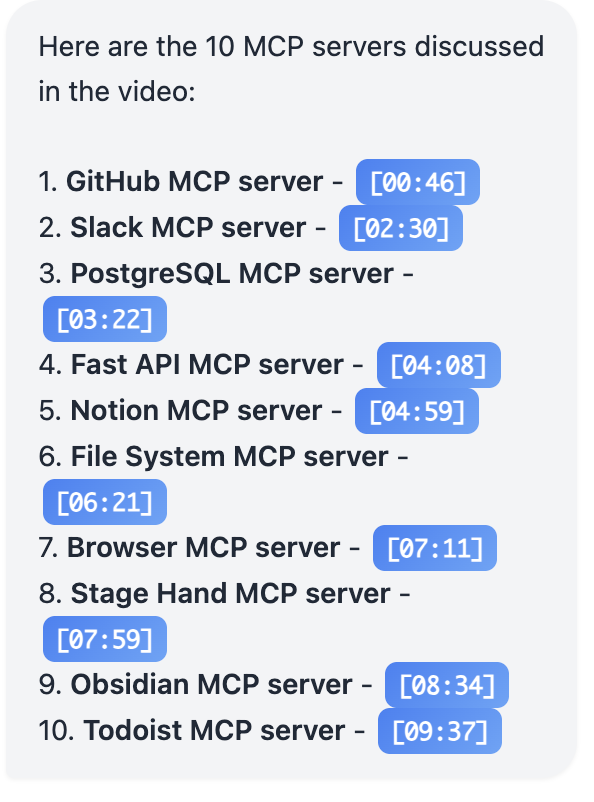 Here are the 10 MCP servers discussed
in the video:
1. GitHub MCP server - [00:46]
2. Slack MCP server - [02:30]
3. PostgreSQL MCP server -
[03:22]
4. Fast API MCP server - [04:08]
5. Notion MCP server - [04:59]
6. File System MCP server -
[06:21]
7. Browser MCP server - [07:11]
8. Stage Hand MCP server -
[07:59]
9. Obsidian MCP server - [08:34]
10. Todoist MCP server - [09:37]